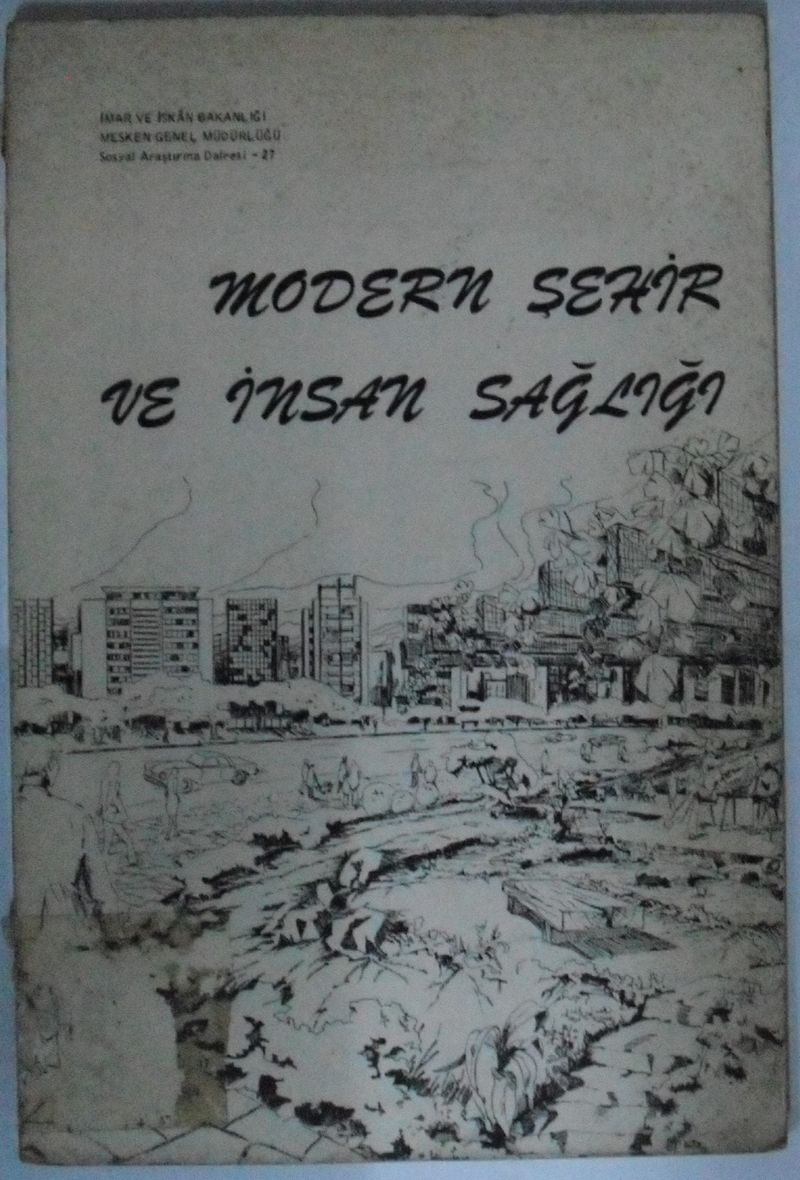 İMAR VE İSKÂN BAKANLIĞI
MESKEN GENEL MÜDÜRLÜĞÜ
Sosyal Araştırma Dairesi - 27
MODERN ŞEHİR
VE İNSAN SAĞLIĞI